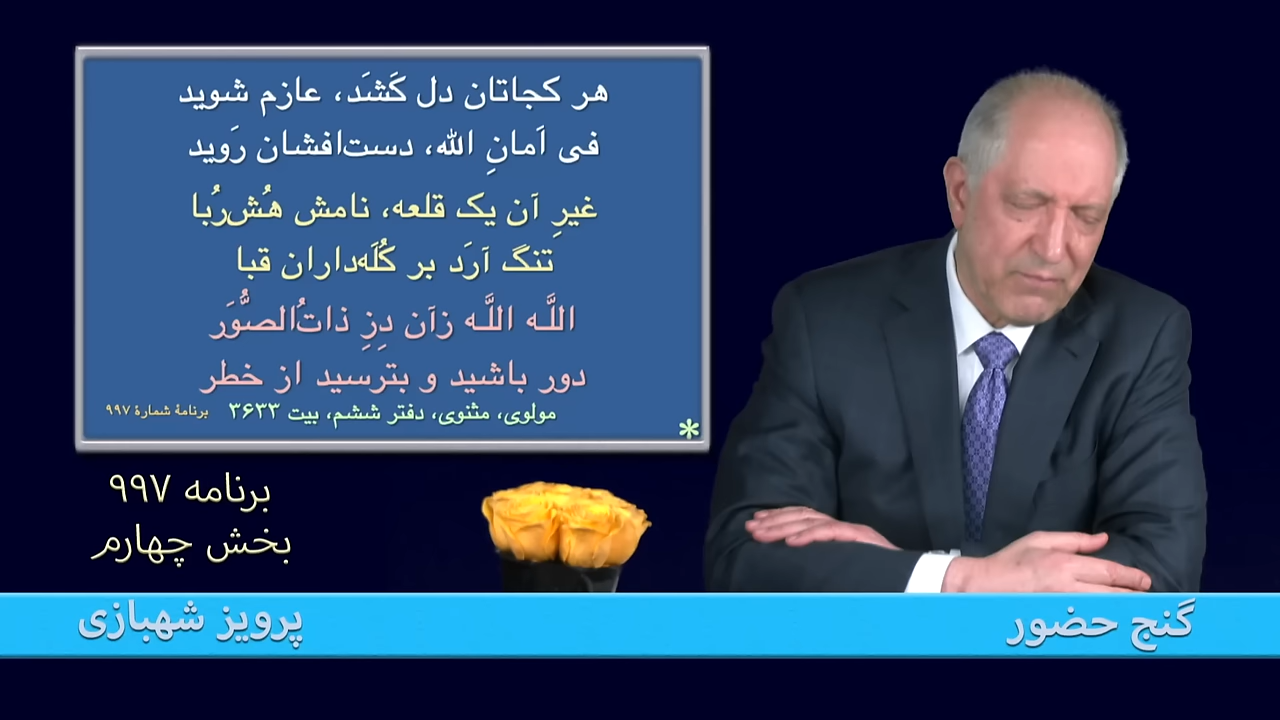 هر کجاتان دل کَشَد، عازم شوید
فی اَمانِ الله، دست‌افشان رَوید
غیرِ آن یک قلعه، نامش هُش‌رُبا
تنگ آرَد بر کُلَه‌داران قبا
اللَّه اللَّه زآن دِزِ ذاتُ‌الصُّوَر
دور باشید و بترسید از خطر
مولوی، مثنوی، دفتر ششم، بیت ۳۶۳۳
برنامهٔ شمارهٔ ۹۹۷
*
برنامه ۹۹۷
بخش چهارم
گنج حضور
پرویز شهبازی